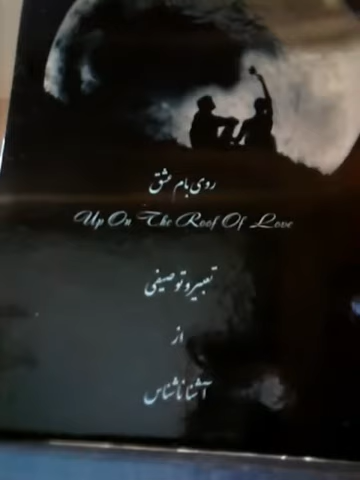 روی بام عشق
Up On The Roof Of Love
تعبیر و توصیفی
از
آشنا ناشناس